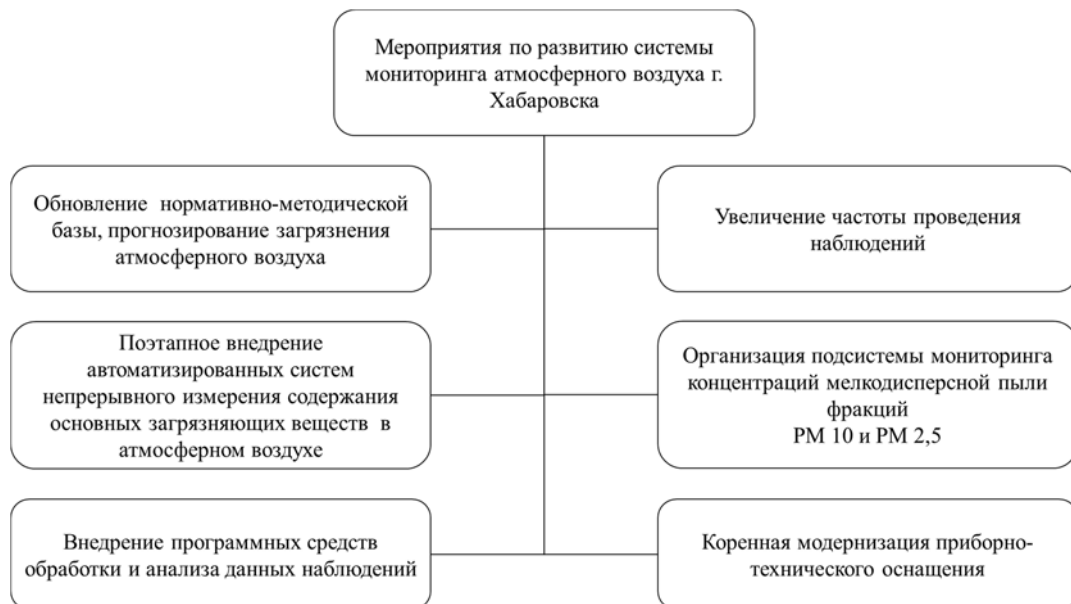 Мероприятия по развитию системы
мониторинга атмосферного воздуха г.
Хабаровска
Обновление нормативно-методической
базы, прогнозирование загрязнения
атмосферного воздуха
Увеличение частоты проведения
наблюдений
Поэтапное внедрение
автоматизированных систем
непрерывного измерения содержания
основных загрязняющих веществ в
атмосферном воздухе
Организация подсистемы мониторинга
концентраций мелкодисперсной пыли
фракций
РМ 10 и РМ 2,5
Внедрение программных средств
обработки и анализа данных наблюдений
Коренная модернизация приборно-
технического оснащения